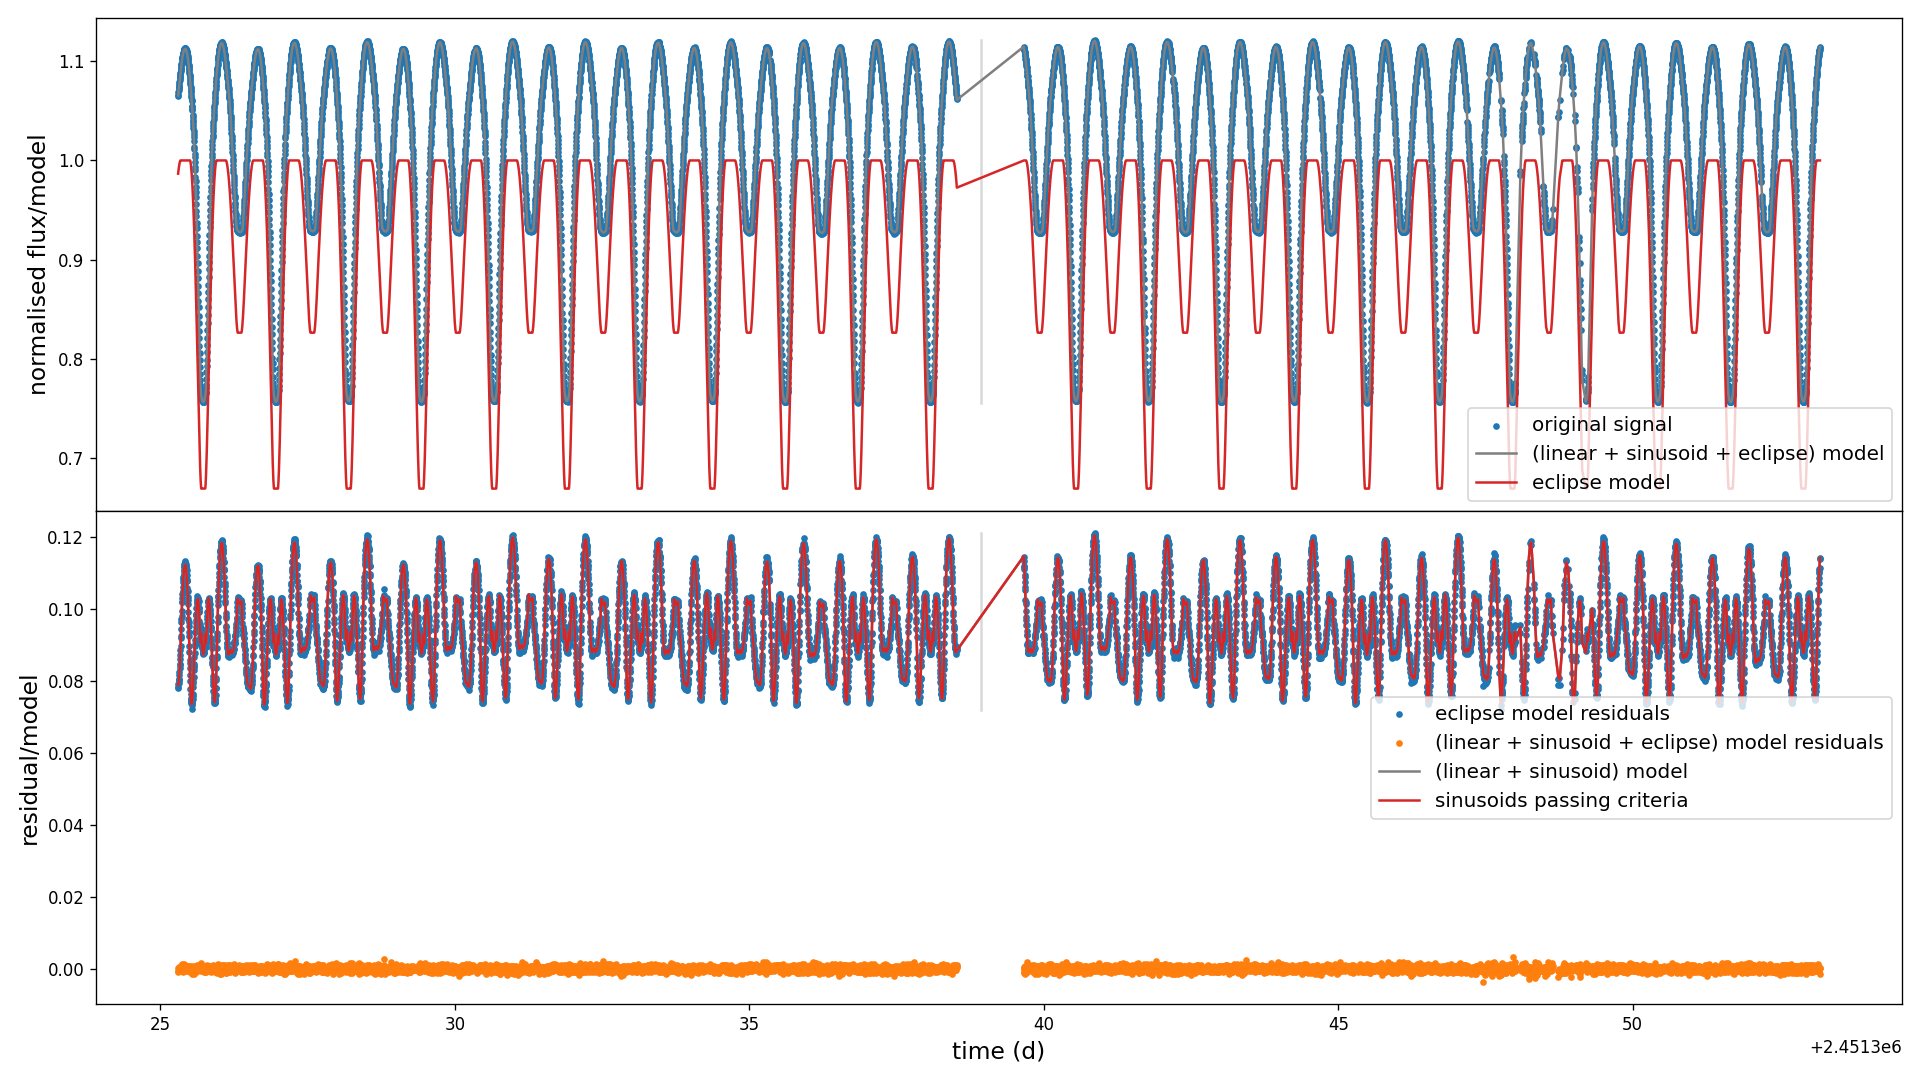 normalised flux/model
1.1
1.0
0.9
0.8
0.7
original signal
(linear + sinusoid + eclipse) model
eclipse model
residual/model
0.12
0.10
0.08
0.06
0.04
0.02
0.00
eclipse model residuals
(linear + sinusoid + eclipse) model residuals
(linear + sinusoid) model
sinusoids passing criteria
25 30 35 40 45 50
time (d)
+2.4513e6